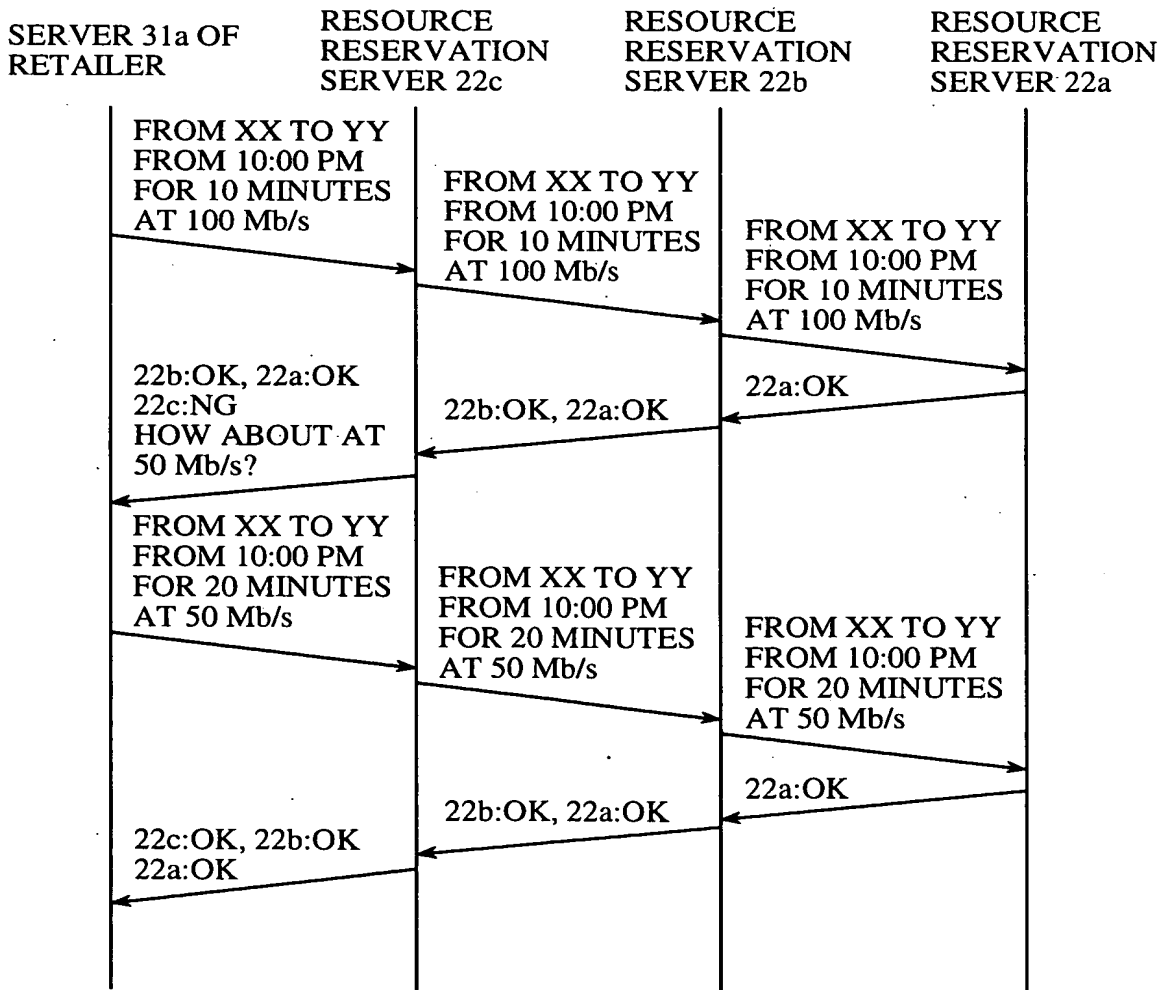 SERVER 31a OF
RETAILER
RESOURCE
RESERVATION
SERVER 22c
RESOURCE
RESERVATION
SERVER 22b
RESOURCE
RESERVATION
SERVER 22a
FROM XX TO YY
FROM 10:00 PM
FOR 10 MINUTES
AT 100 Mb/s
FROM XX TO YY
FROM 10:00 PM
FOR 10 MINUTES
AT 100 Mb/s
FROM XX TO YY
FROM 10:00 PM
FOR 10 MINUTES
AT 100 Mb/s
22a:OK
22b:OK, 22a:OK
22b:OK, 22a:OK
22c:NG
HOW ABOUT AT
50 Mb/s?
FROM XX TO YY
FROM 10:00 PM
FOR 20 MINUTES
AT 50 Mb/s
FROM XX TO YY
FROM 10:00 PM
FOR 20 MINUTES
AT 50 Mb/s
FROM XX TO YY
FROM 10:00 PM
FOR 20 MINUTES
AT 50 Mb/s
22a:OK
22b:OK, 22a:OK
22c:OK, 22b:OK
22a:OK